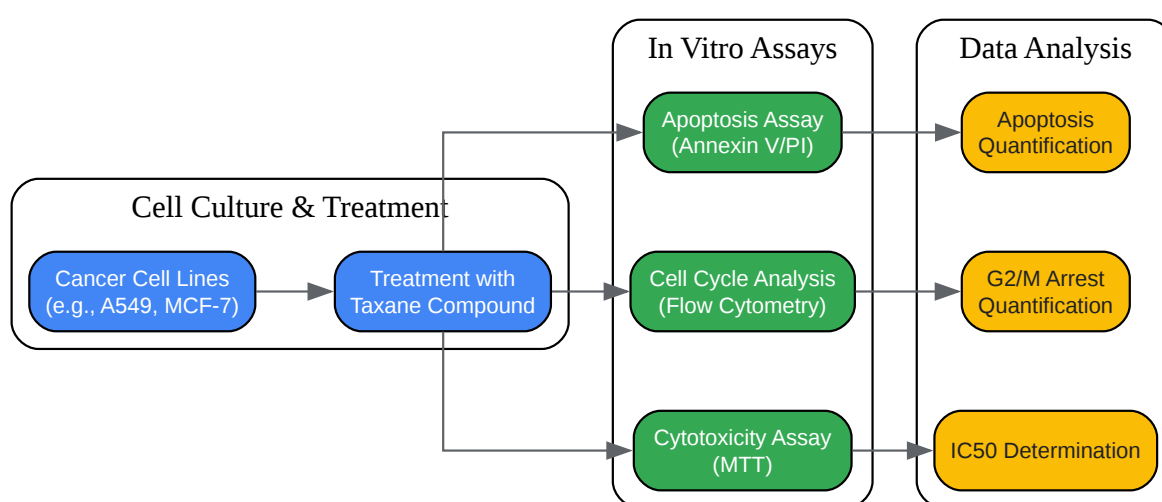 In Vitro Assays
Data Analysis
Apoptosis Assay
(Annexin V/PI)
Apoptosis
Quantification
Cell Culture & Treatment
Cancer Cell Lines
(e.g., A549, MCF-7)
Treatment with
Taxane Compound
Cell Cycle Analysis
(Flow Cytometry)
G2/M Arrest
Quantification
Cytotoxicity Assay
(MTT)
IC50 Determination